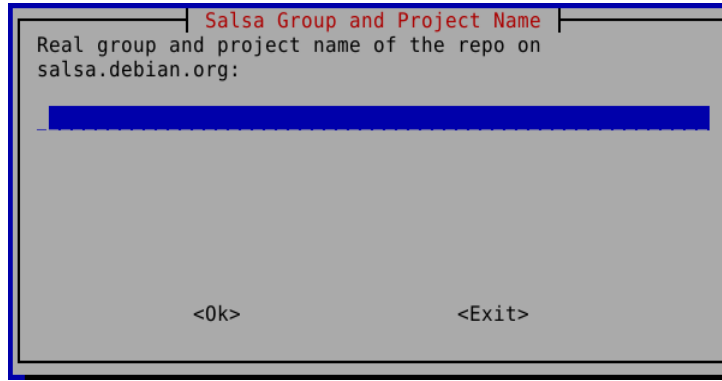 Salsa Group and Project Name
Real group and project name of the repo on
salsa.debian.org:
<Ok> <Exit>